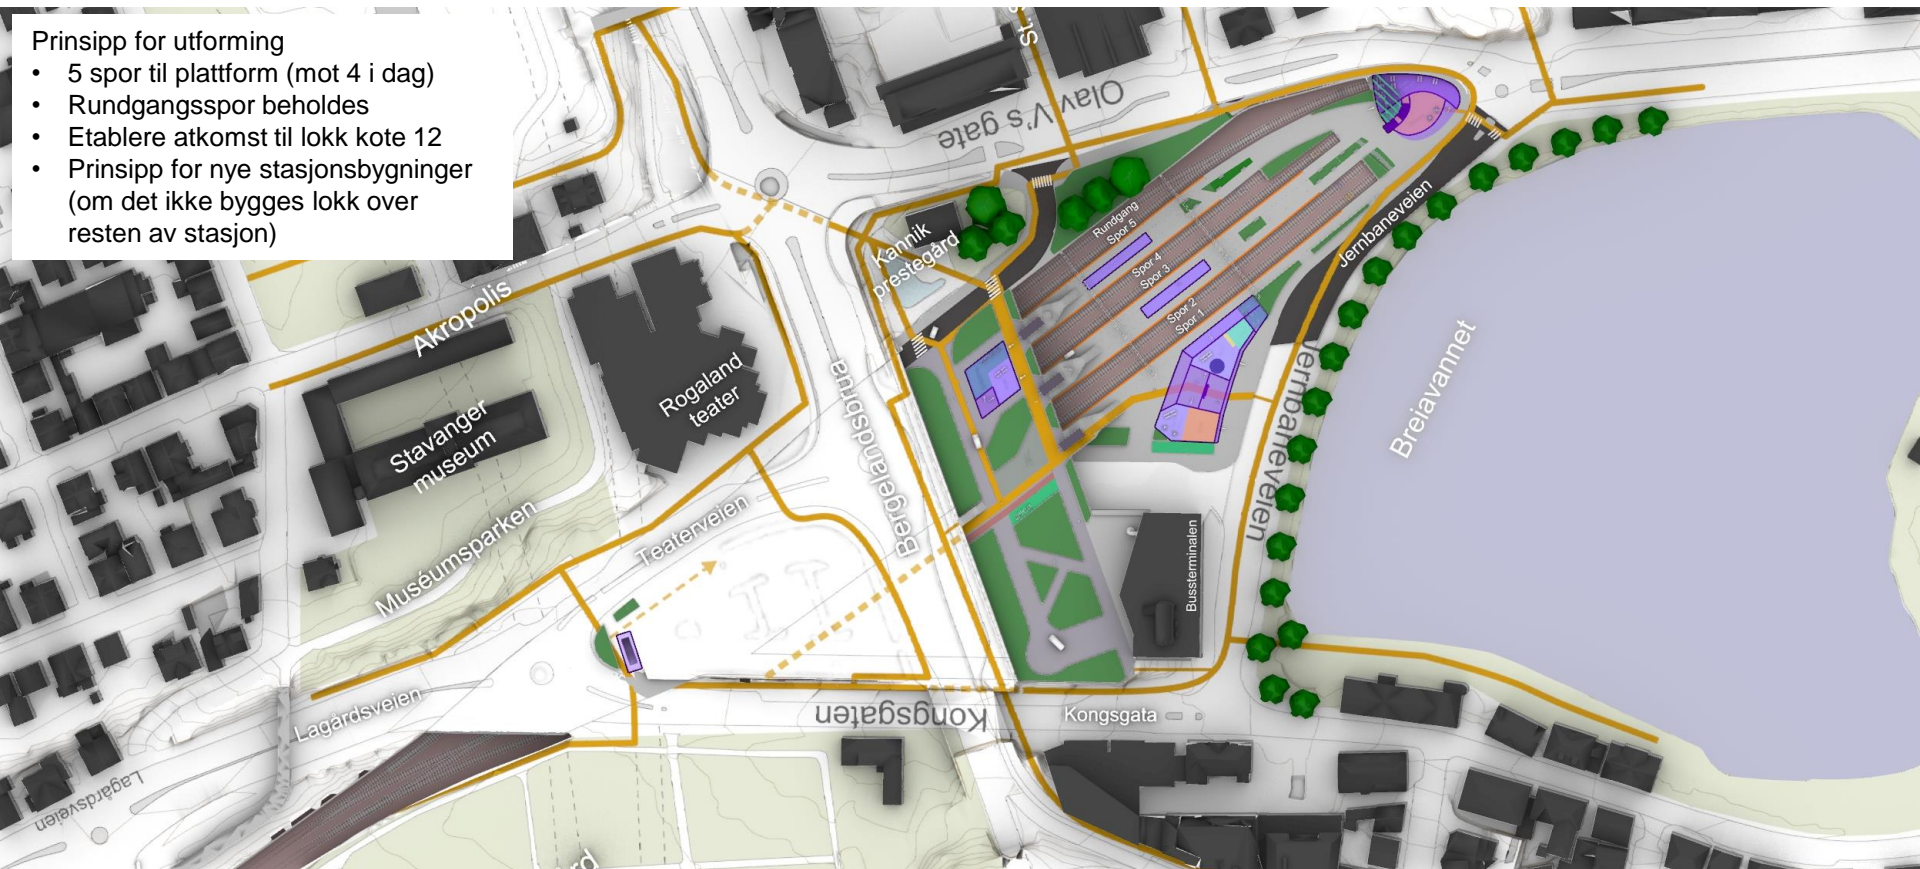 Prinsipp for utforming
• 5 spor til plattform (mot 4 i dag)
• Rundgangsspor beholdes
• Etablere atkomst til lokk kote 12
• Prinsipp for nye stasjonsbygninger
(om det ikke bygges lokk over
resten av stasjon)
St.
Olav V's gate
Kannik
prestegård
Rundgang
Spor 5
Spor 4
Spor 3
Spor 2
Spor 1
Jernbaneveien
Jernbaneveien
Breiavannet
Akropolis
Stavanger
museum
Rogaland
teater
Bergelandsbrua
Teaterveien
Muséumsparken
Bussterminalen
Lagårdsveien
Lagårdsveien
Kongsgaten
Kongsgata